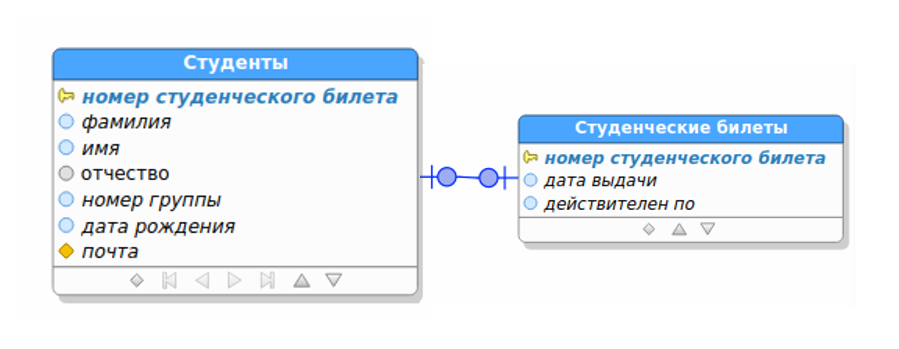 Студенты
номер студенческого билета
фамилия
имя
отчество
номер группы
дата рождения
почта
Студенческие билеты
номер студенческого билета
дата выдачи
действителен по